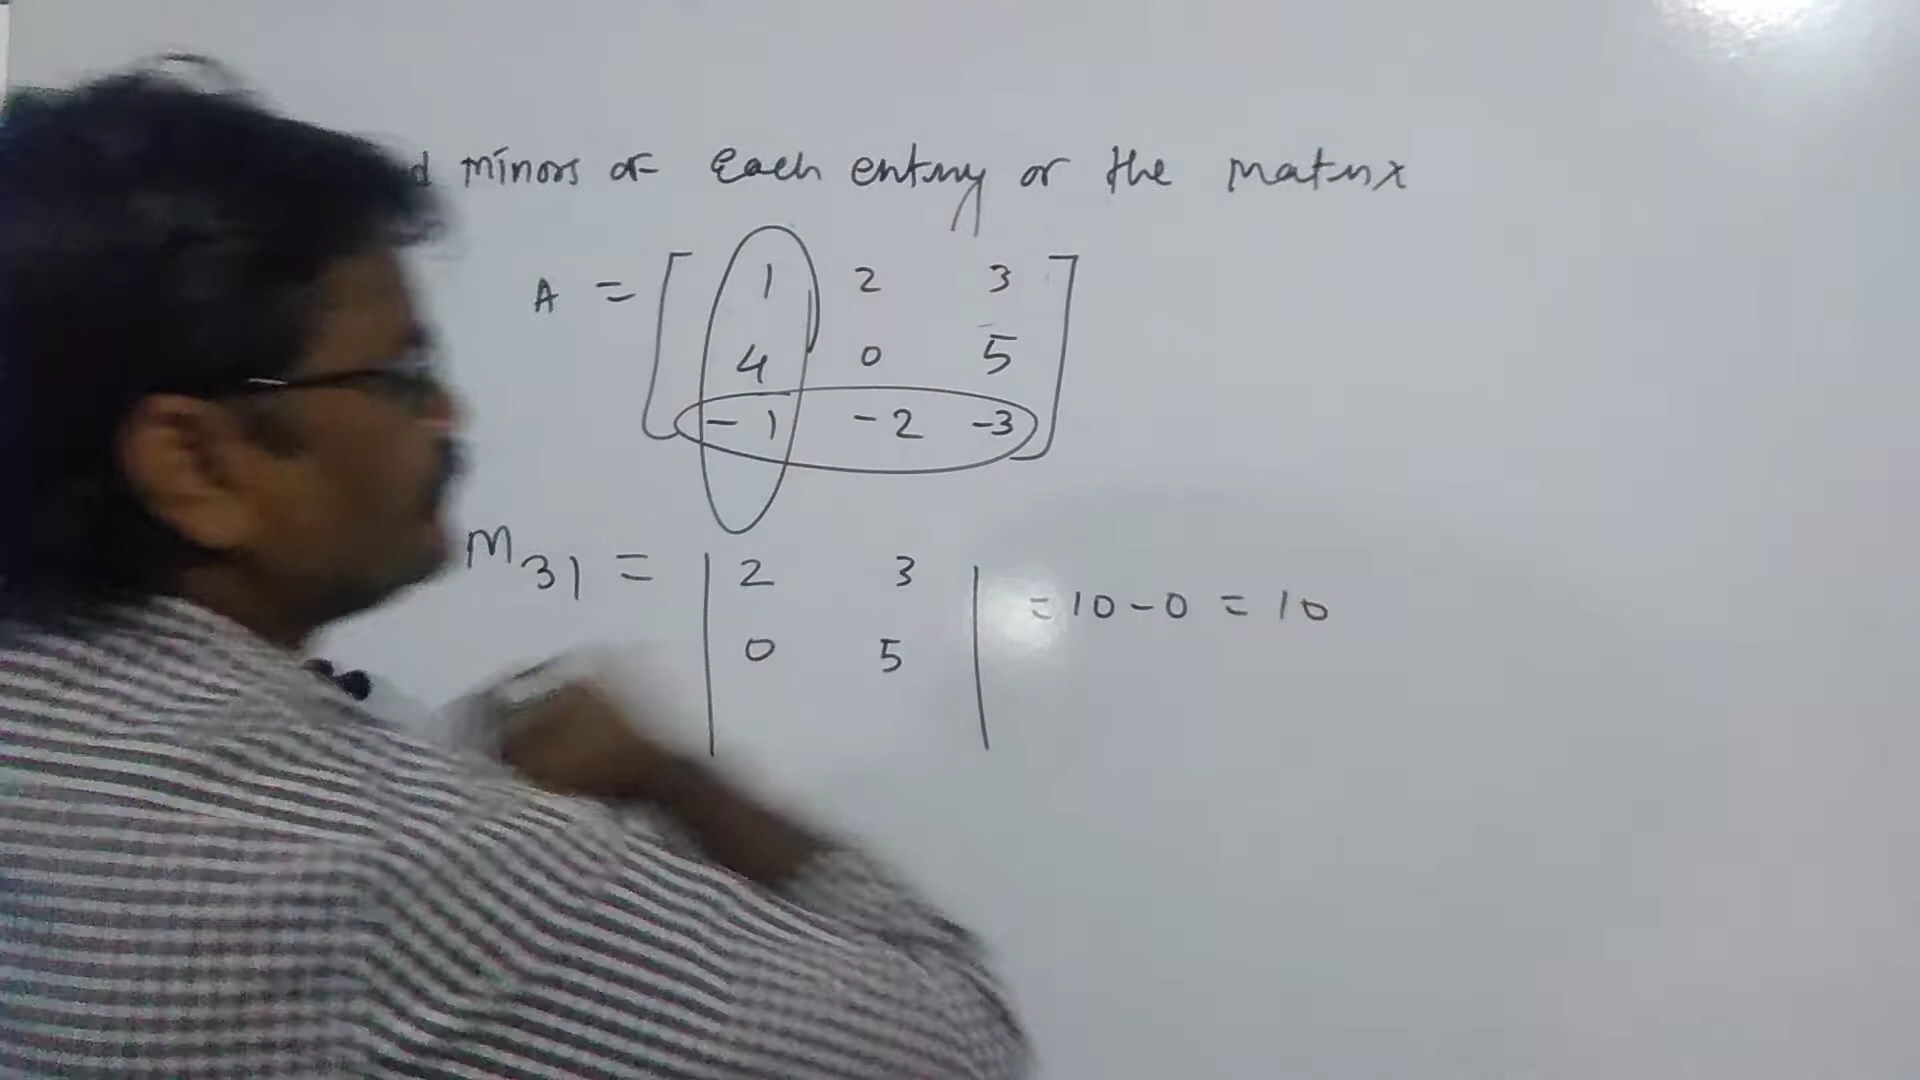 minors of each entry of the matrix
A = [ 1 2 3
4 0 5
-1 -2 -3 ]
M31 = | 2 3 | = 10 - 0 = 10
0 5